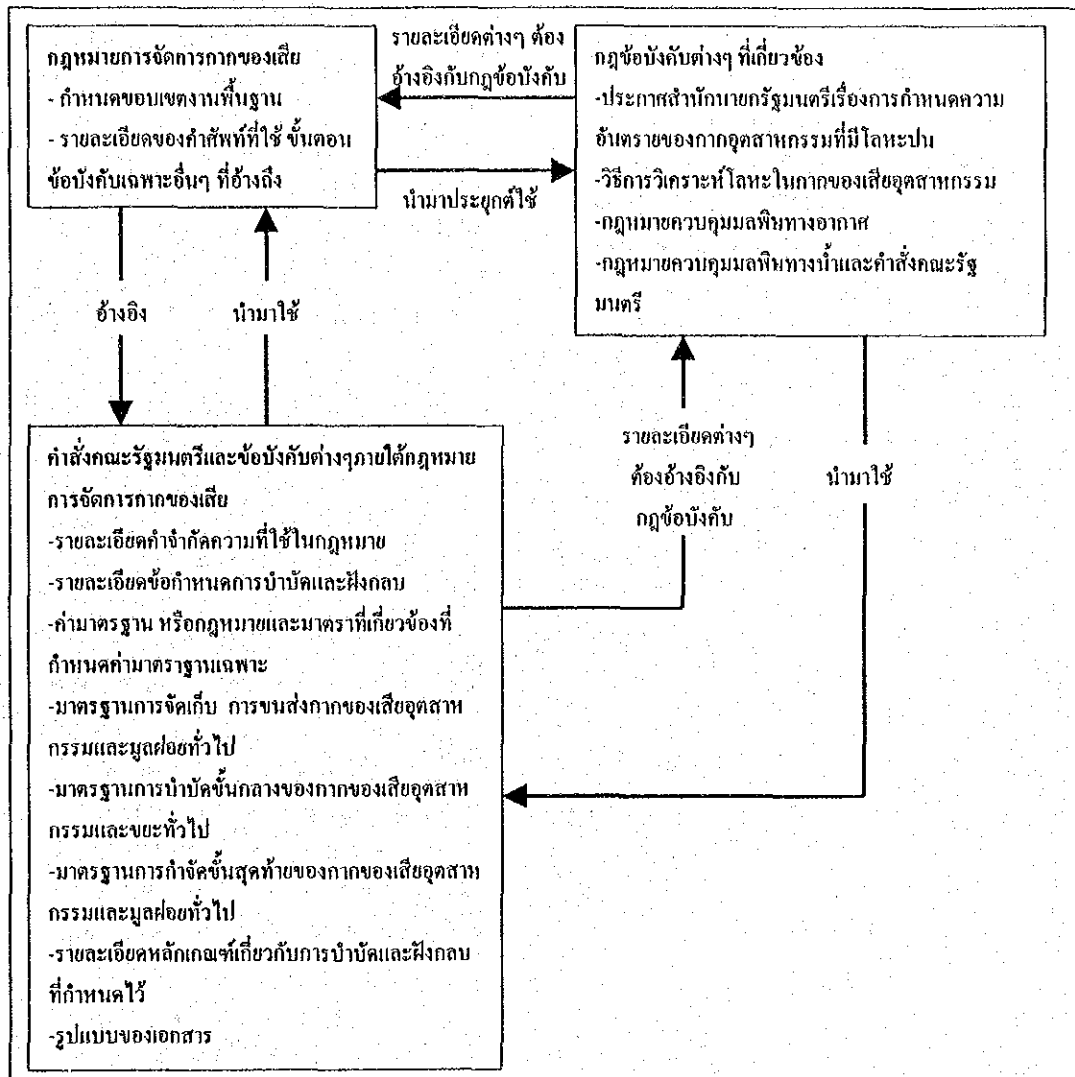 กฎหมายการจัดการกากของเสีย
- กำหนดขอบเขตงานพื้นฐาน
- รายละเอียดของคำศัพท์ที่ใช้ ขั้นตอน
ข้อบังคับเฉพาะอื่นๆ ที่อ้างถึง
รายละเอียดต่างๆ ต้อง
อ้างอิงกับกฎข้อบังคับ
นำมาประยุกต์ใช้
กฎข้อบังคับต่างๆ ที่เกี่ยวข้อง
-ประกาศสำนักนายกรัฐมนตรีเรื่องการกำหนดความ
อันตรายของกากอุตสาหกรรมที่มีโลหะปน
-วิธีการวิเคราะห์โลหะในกากของเสียอุตสาหกรรม
-กฎหมายควบคุมมลพิษทางอากาศ
-กฎหมายควบคุมมลพิษทางน้ำและคำสั่งคณะรัฐ
มนตรี
อ้างอิง
นำมาใช้
รายละเอียดต่างๆ
ต้องอ้างอิงกับ
กฎข้อบังคับ
นำมาใช้
คำสั่งคณะรัฐมนตรีและข้อบังคับต่างๆภายใต้กฎหมาย
การจัดการกากของเสีย
-รายละเอียดคำจำกัดความที่ใช้ในกฎหมาย
-รายละเอียดข้อกำหนดการบำบัดและฝังกลบ
-ค่ามาตรฐาน หรือกฎหมายและมาตราที่เกี่ยวข้องที่
กำหนดค่ามาตราฐานเฉพาะ
-มาตรฐานการจัดเก็บ การขนส่งกากของเสียอุตสาห
กรรมและมูลฝอยทั่วไป
-มาตรฐานการบำบัดขั้นกลางของกากของเสียอุตสาห
กรรมและขยะทั่วไป
-มาตรฐานการกำจัดขั้นสุดท้ายของกากของเสียอุตสาห
กรรมและมูลฝอยทั่วไป
-รายละเอียดหลักเกณฑ์เกี่ยวกับการบำบัดและฝังกลบ
ที่กำหนดไว้
-รูปแบบของเอกสาร